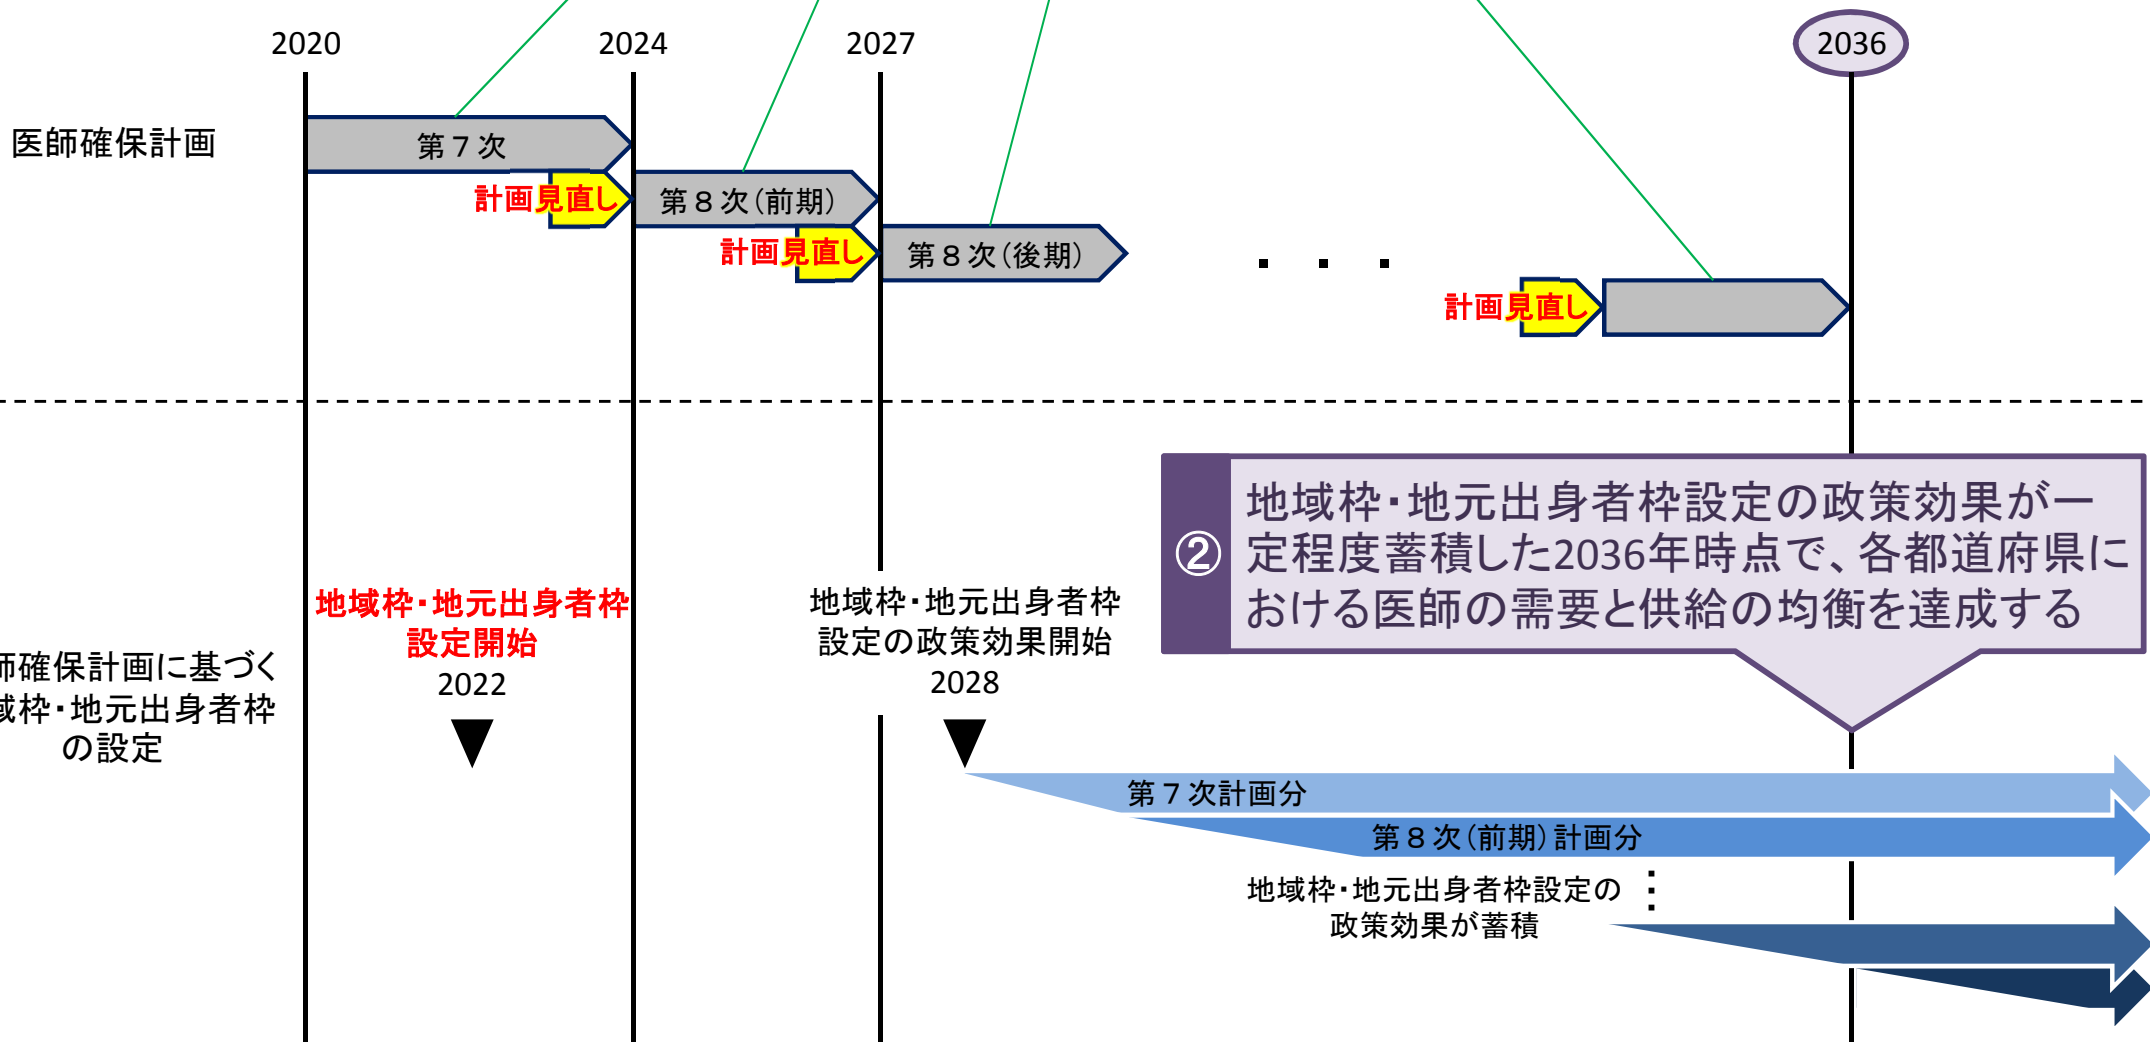 2020
2024
2027
2036
医師確保計画
第７次
計画見直し
第８次(前期)
計画見直し
第８次(後期)
・・・
計画見直し
②
地域枠・地元出身者枠設定の政策効果が一
定程度蓄積した2036年時点で、各都道府県に
おける医師の需要と供給の均衡を達成する
地域枠・地元出身者枠
設定開始
2022
地域枠・地元出身者枠
設定の政策効果開始
2028
師確保計画に基づく
域枠・地元出身者枠
の設定
第７次計画分
第８次(前期)計画分
地域枠・地元出身者枠設定の
政策効果が蓄積